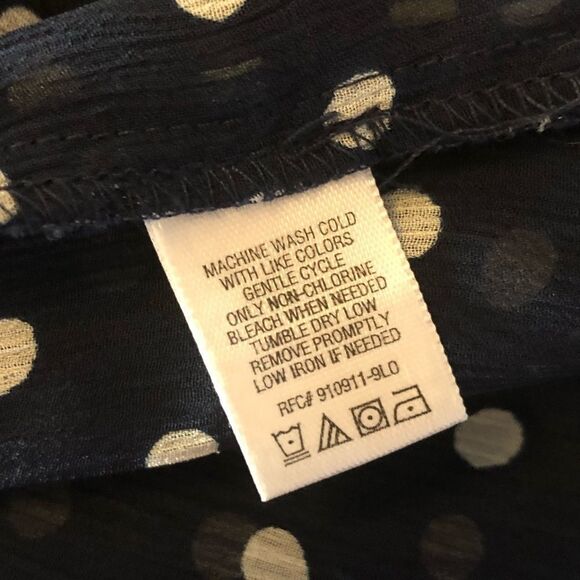 MACHINE WASH COLD
WITH LIKE COLORS
GENTLE CYCLE
ONLY NON-CHLORINE
BLEACH WHEN NEEDED
TUMBLE DRY LOW
REMOVE PROMPTLY
LOW IRON IF NEEDED
RFC# 910911-9LO